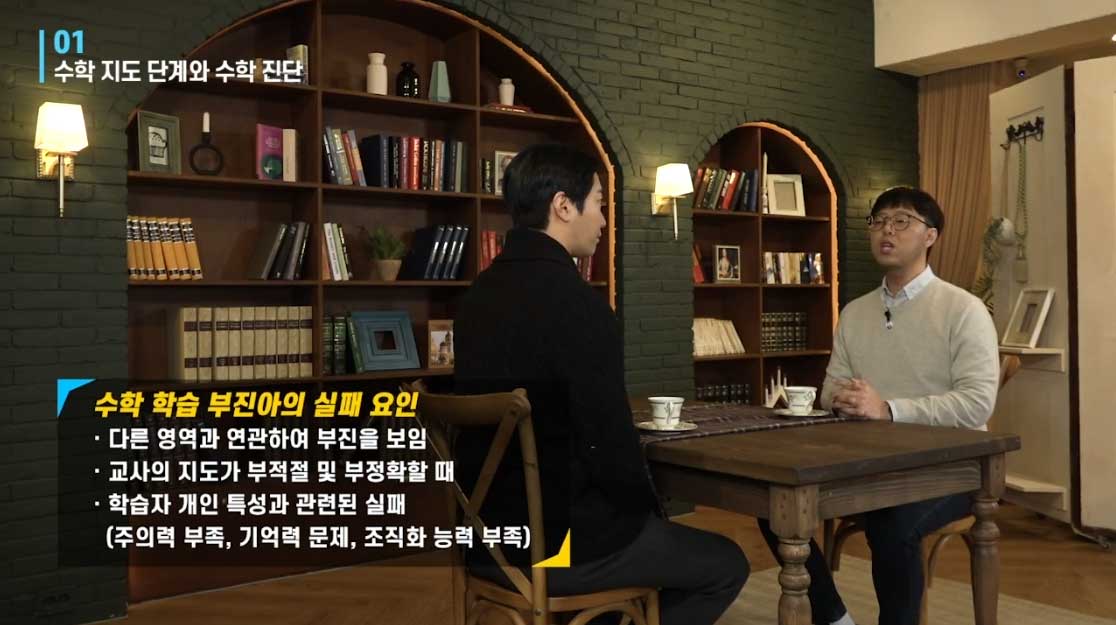 01
수학 지도 단계와 수학 진단
수학 학습 부진아의 실패 요인
· 다른 영역과 연관하여 부진을 보임
· 교사의 지도가 부적절 및 부정확할 때
· 학습자 개인 특성과 관련된 실패
(주의력 부족, 기억력 문제, 조직화 능력 부족)